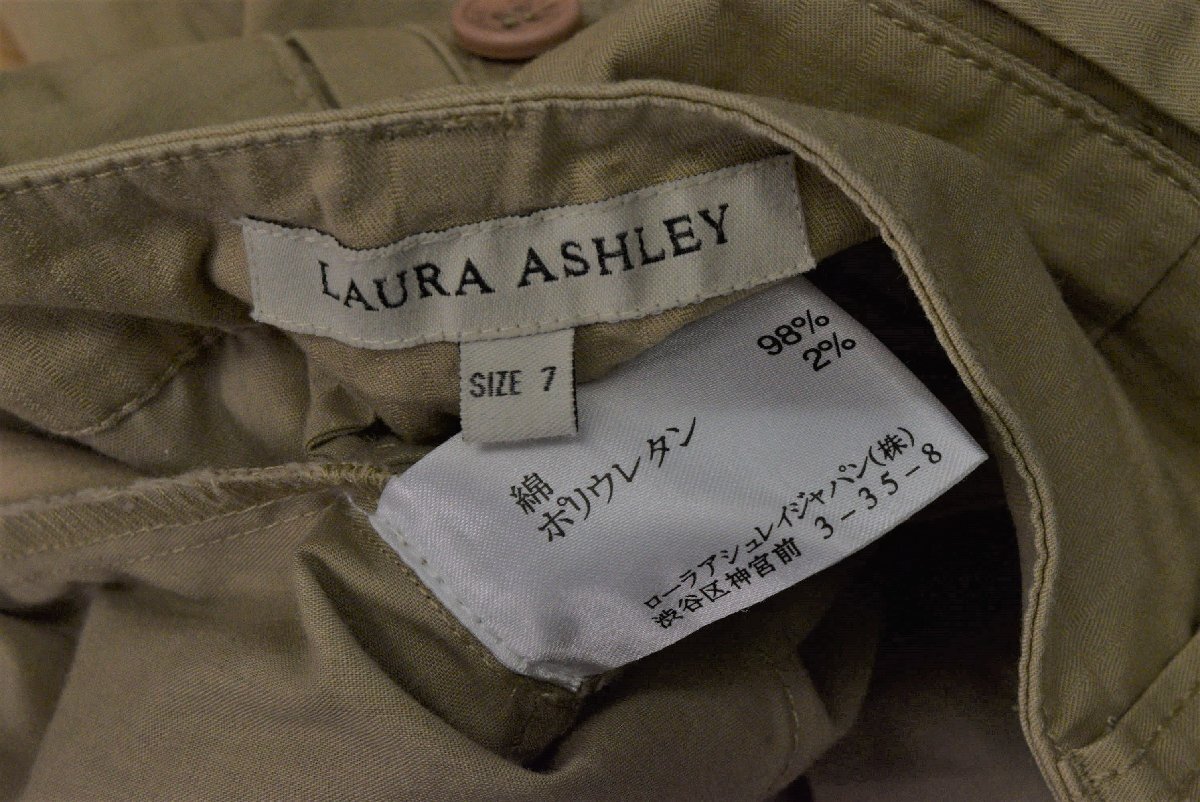 LAURA ASHLEY
SIZE 7
綿 98%
ポリウレタン 2%
ローラアシュレイジャパン(株)
渋谷区神宮前 3-35-8